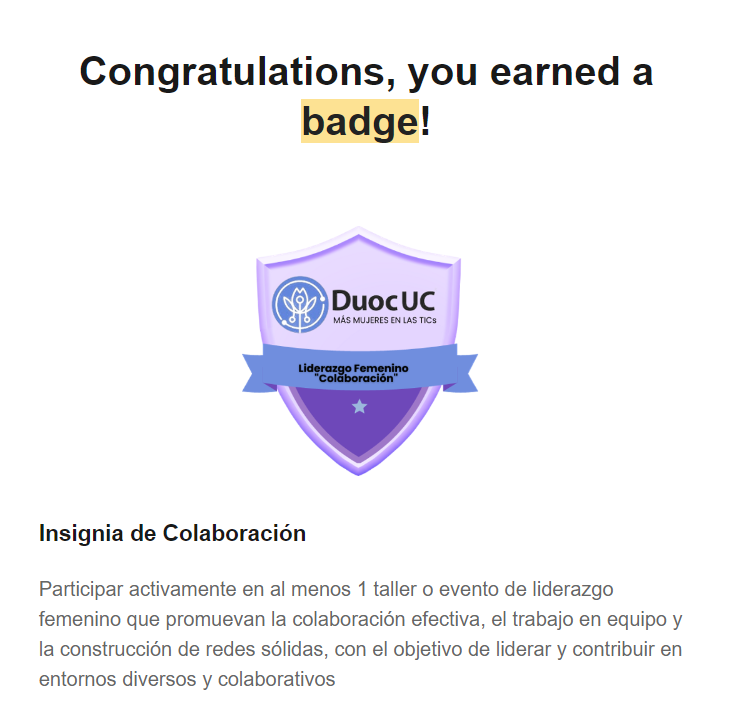 Congratulations, you earned a
badge!
Duoc UC
MÁS MUJERES EN LAS TICs
Liderazgo Femenino
"Colaboración"
Insignia de Colaboración
Participar activamente en al menos 1 taller o evento de liderazgo
femenino que promuevan la colaboración efectiva, el trabajo en equipo y
la construcción de redes sólidas, con el objetivo de liderar y contribuir en
entornos diversos y colaborativos